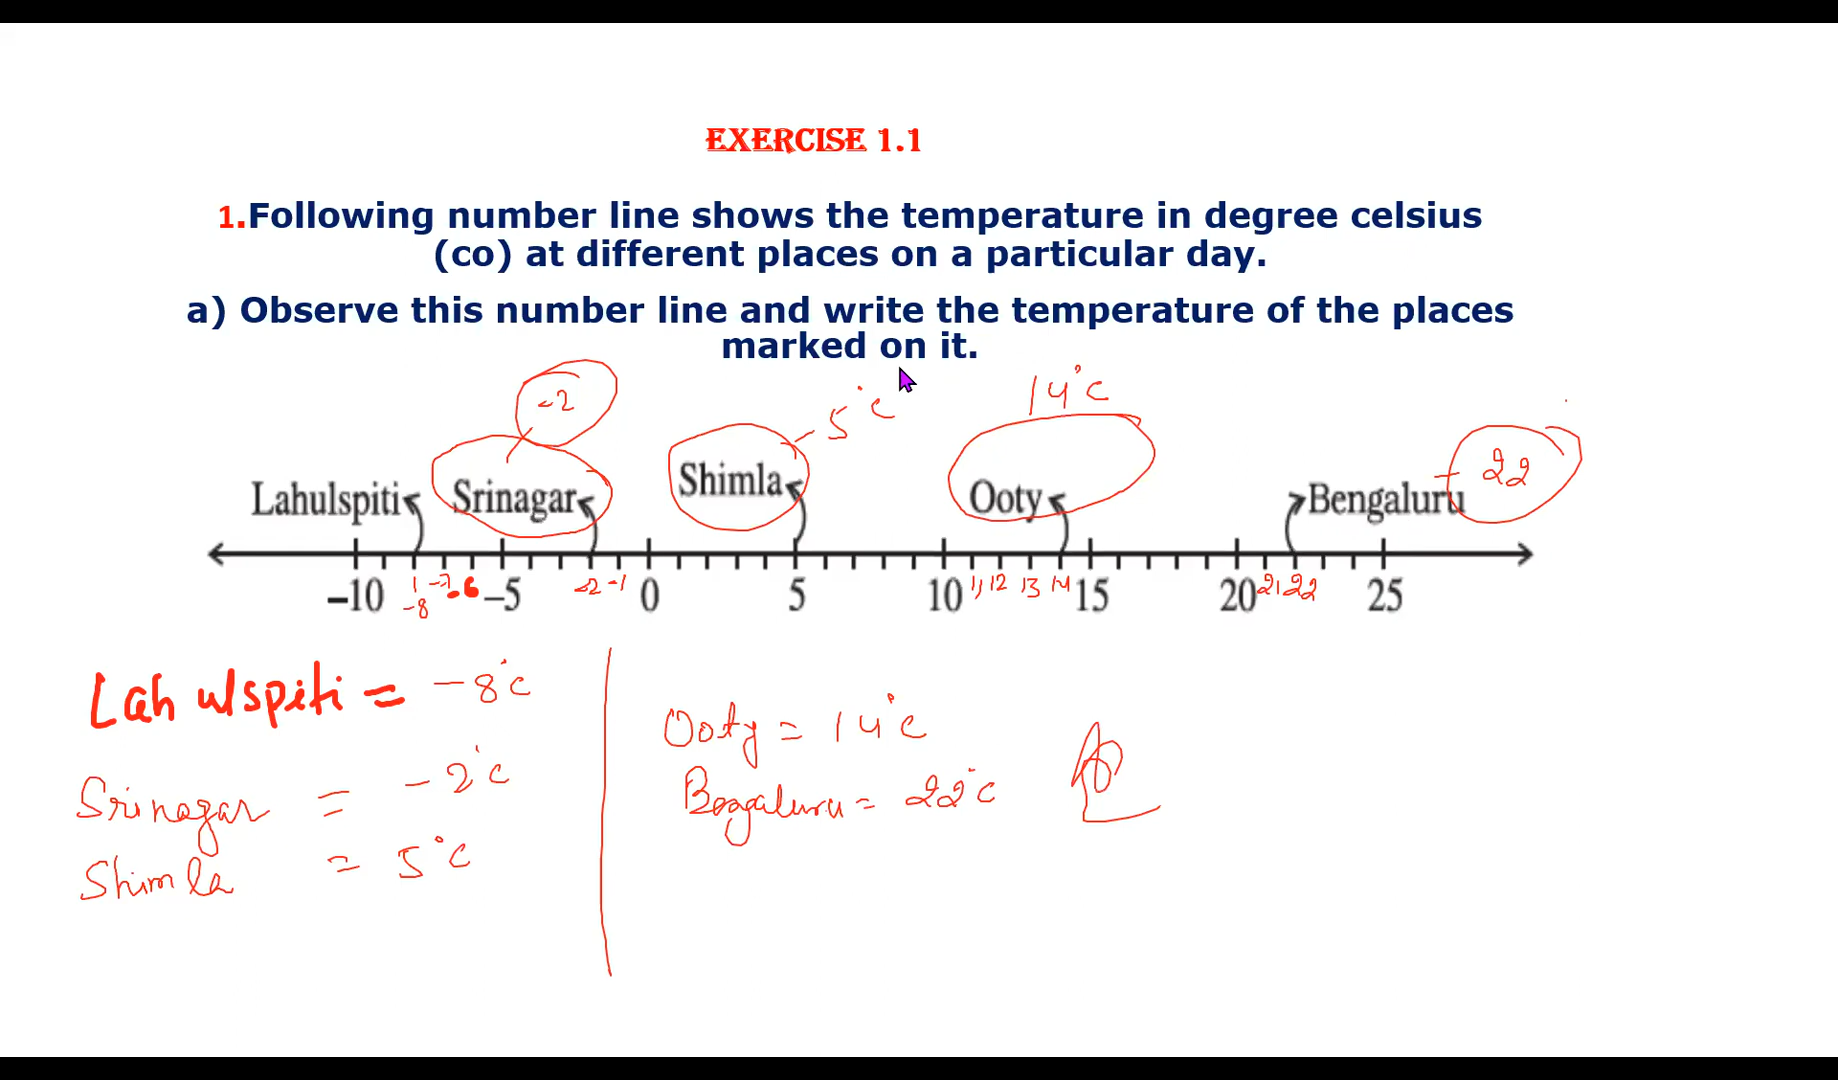 EXERCISE 1.1
1.Following number line shows the temperature in degree celsius
(co) at different places on a particular day.
a) Observe this number line and write the temperature of the places
marked on it.
-2
- 5°c
14°c
Lahulspiti Srinagar Shimla Ooty Bengaluru - 22
-10 -8 -7 -6 -5 -2 -1 0 5 10 11 12 13 14 15 20 21 22 25
Lahulspiti = -8°c
Srinagar = -2°c
Shimla = 5°c
Ooty = 14°c
Bengaluru = 22°c